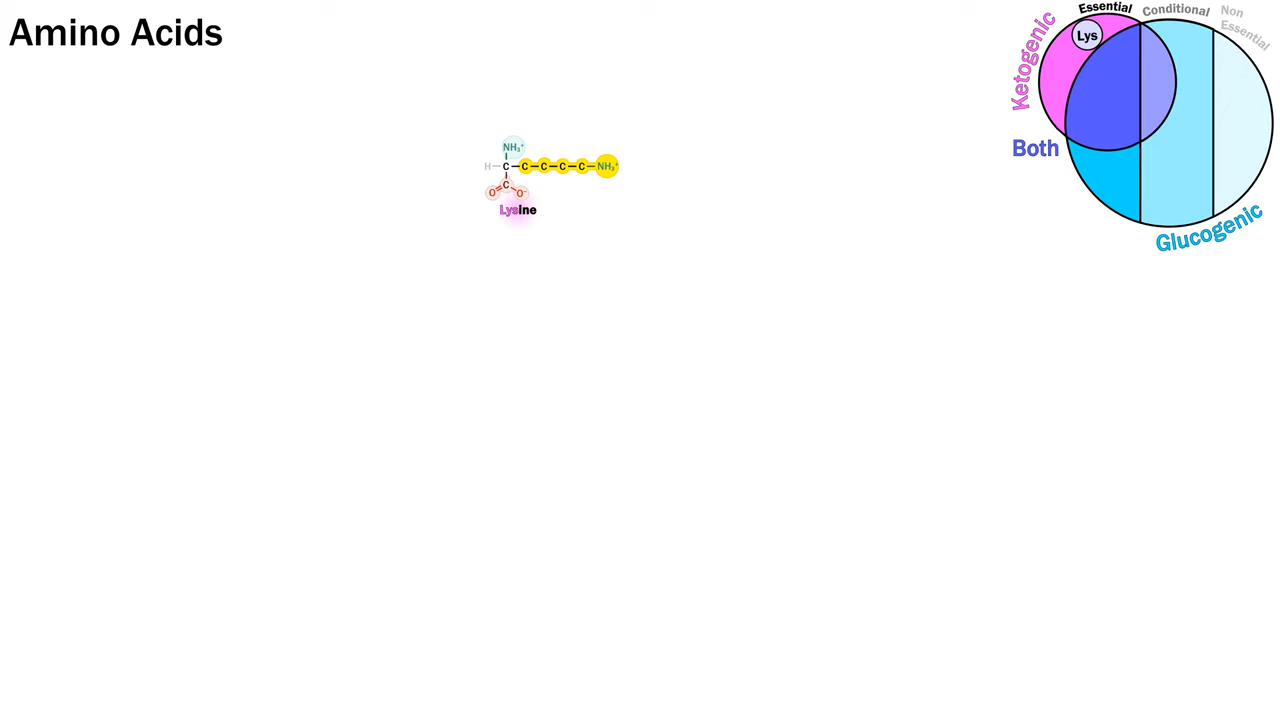 Amino Acids
Essential
Conditional
Non
Essential
Ketogenic
Lys
Both
Glucogenic
NH₃⁺
H C C C C C NH₃⁺
C
O O⁻
Lysine